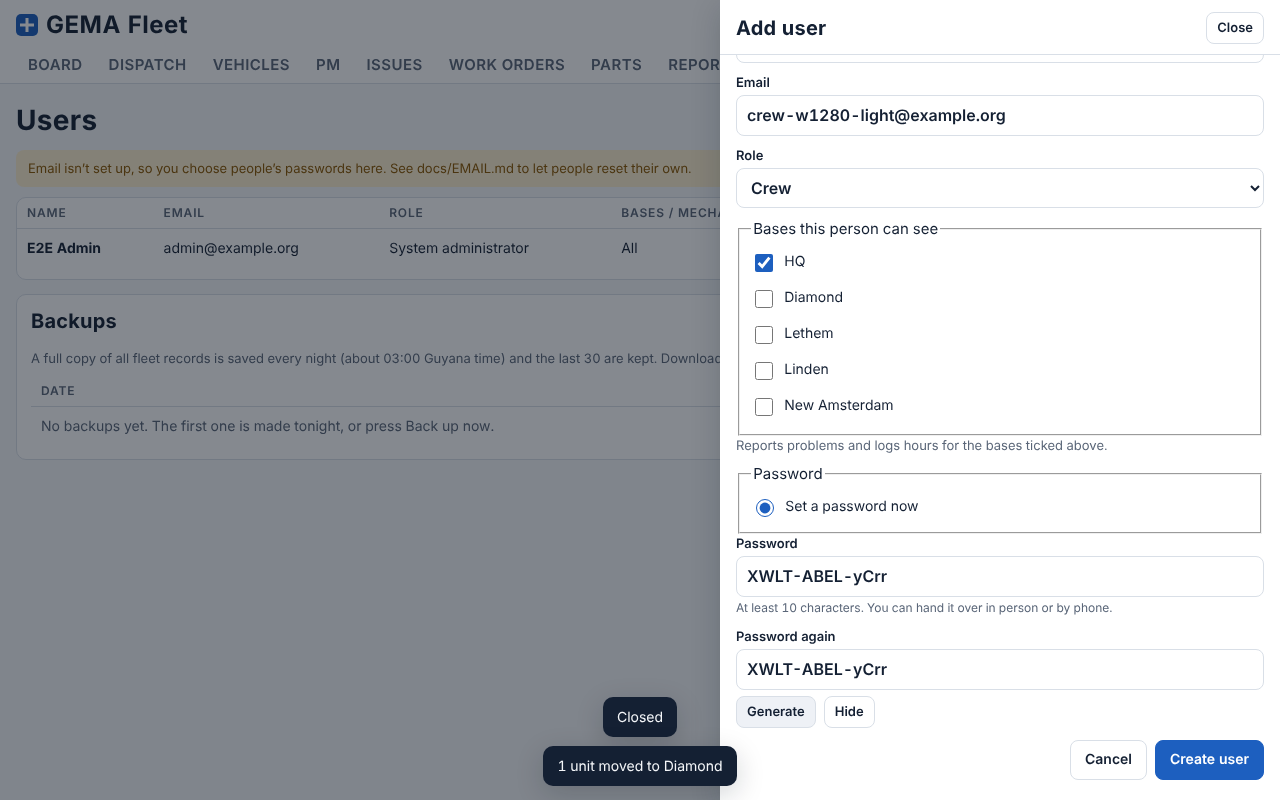 GEMA Fleet
BOARD DISPATCH VEHICLES PM ISSUES WORK ORDERS PARTS
Users
Email isn’t set up, so you choose people’s passwords here. See docs/EMAIL.md to let people reset their own.
NAME EMAIL ROLE BASES /
E2E Admin admin@example.org System administrator All
Backups
A full copy of all fleet records is saved every night (about 03:00 Guyana time) and the last 30 are kept.
DATE
No backups yet. The first one is made tonight, or press Back up now.
Closed
1 unit moved to Diamond
Add user
Close
Email
crew-w1280-light@example.org
Role
Crew
Bases this person can see
HQ
Diamond
Lethem
Linden
New Amsterdam
Reports problems and logs hours for the bases ticked above.
Password
Set a password now
Password
XWLT-ABEL-yCrr
At least 10 characters. You can hand it over in person or by phone.
Password again
XWLT-ABEL-yCrr
Generate Hide
Cancel Create user